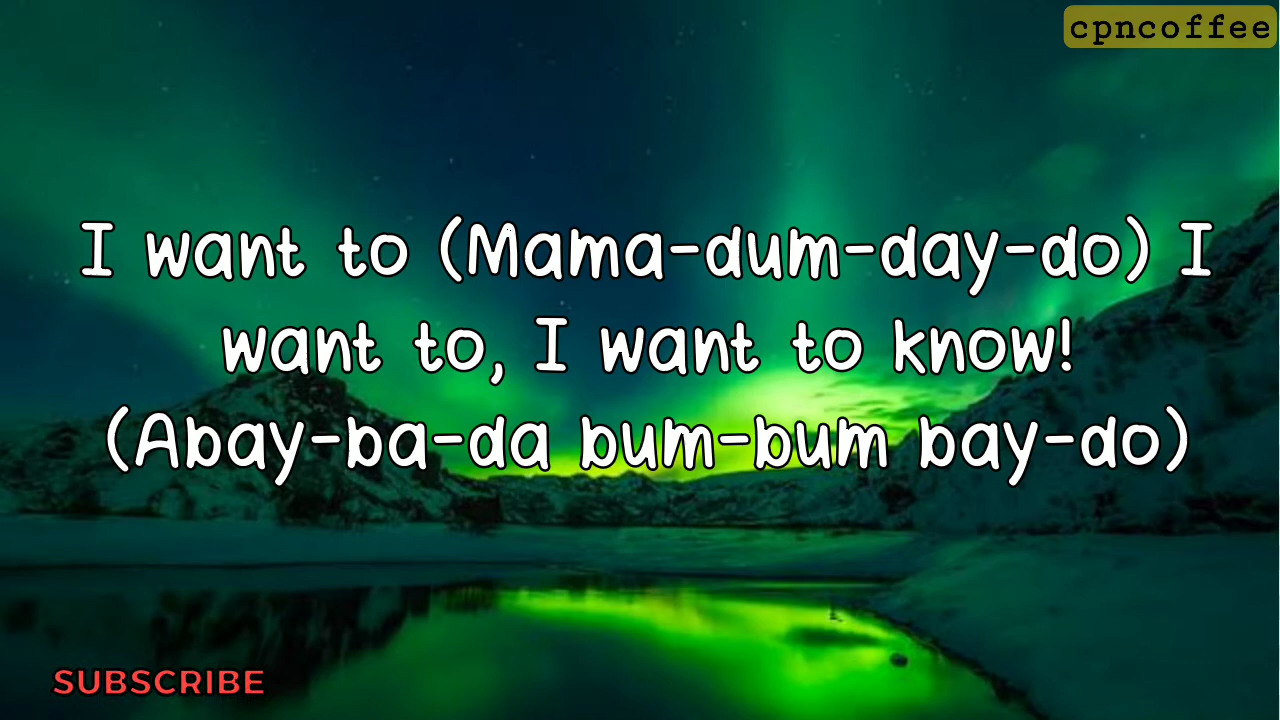 cpncoffee
I want to (Mama-dum-day-do) I
want to, I want to know!
(Abay-ba-da bum-bum bay-do)
SUBSCRIBE